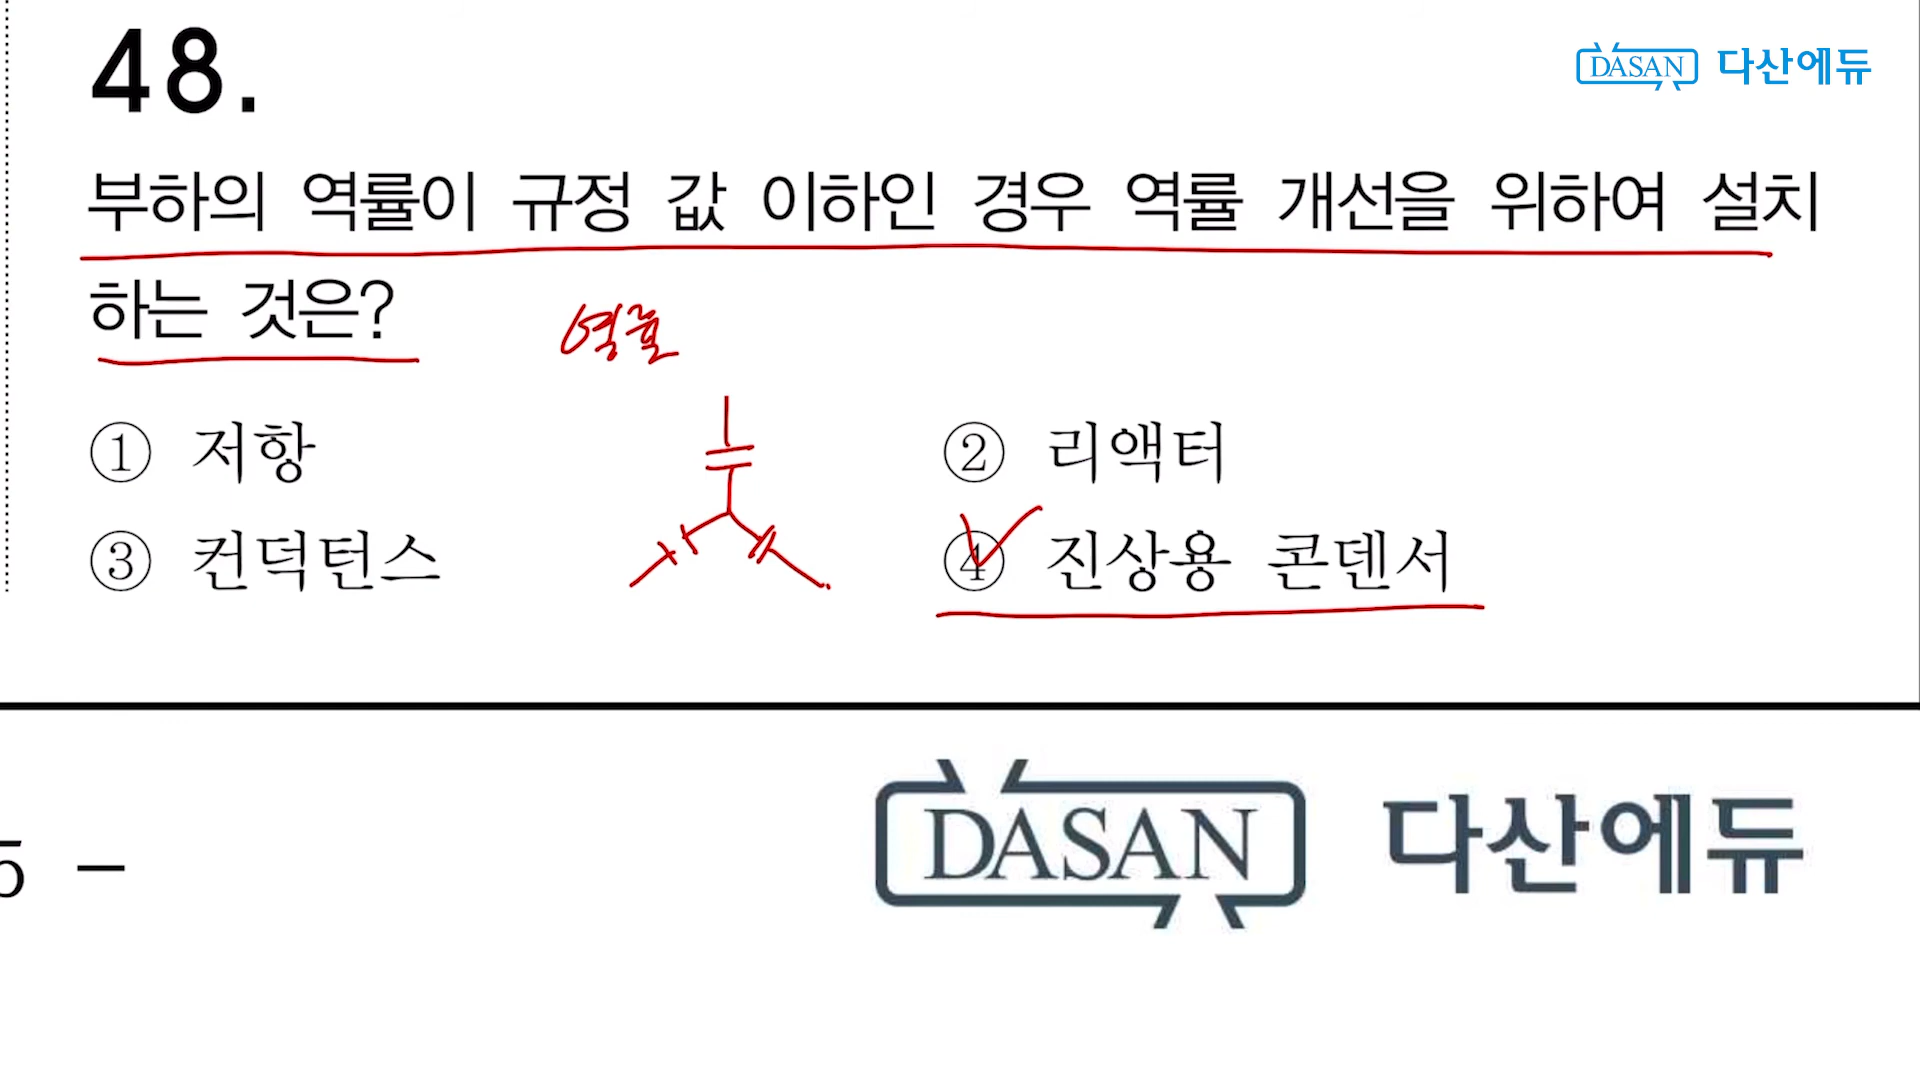 48.
DASAN 다산에듀
부하의 역률이 규정 값 이하인 경우 역률 개선을 위하여 설치
하는 것은?
역률
① 저항
② 리액터
③ 컨덕턴스
④ 진상용 콘덴서
5 -
DASAN 다산에듀